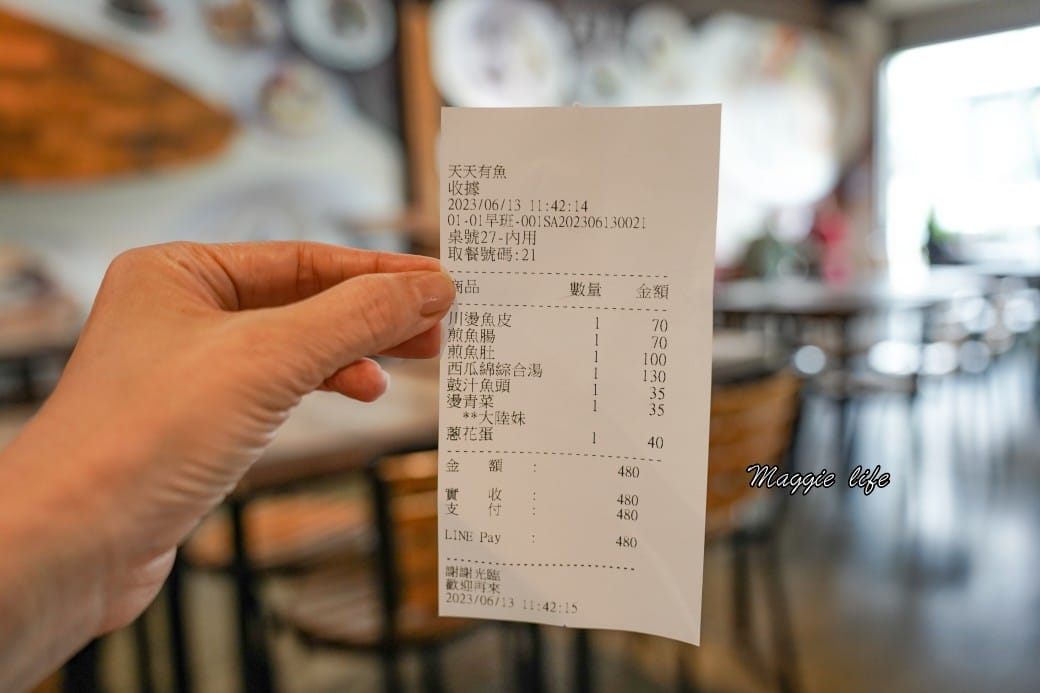 天天有魚
收據
2023/06/13 11:42:14
01-01早班-001SA202306130021
桌號27-內用
取餐號碼:21
商品 數量 金額
川燙魚皮 1 70
煎魚腸 1 70
煎魚肚 1 100
西瓜綿綜合湯 1 130
鼓汁魚頭 1 35
燙青菜 1 35
**大陸妹
蔥花蛋 1 40
金額 : 480
實收 : 480
支付 : 480
LINE Pay : 480
謝謝光臨
歡迎再來
2023/06/13 11:42:15
Maggie life